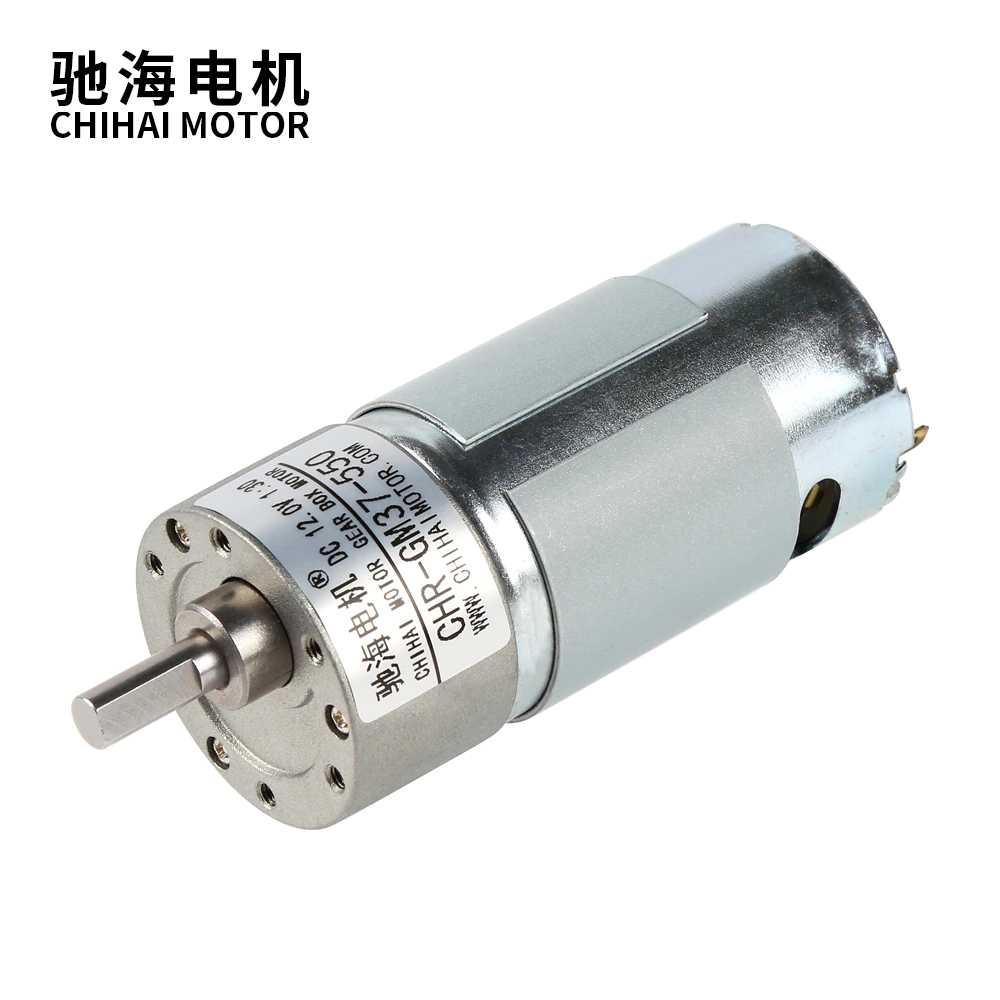 驰海电机
CHIHAI MOTOR
驰海电机® DC 12.0V 1:30
CHIHAI MOTOR GEAR BOX MOTOR
CHR-GM37-550
WWW.CHIHAIMOTOR.COM